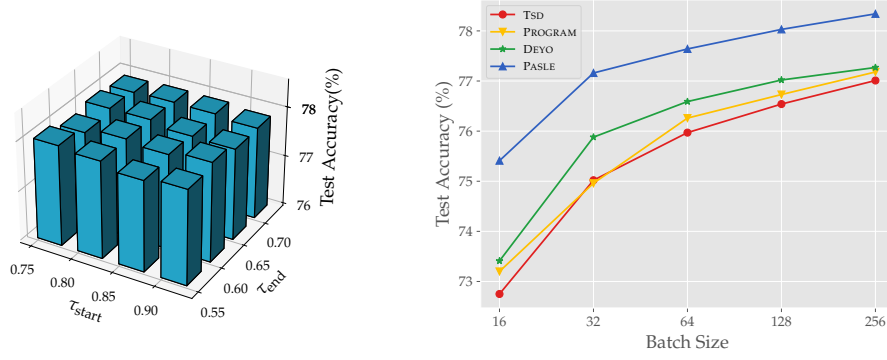 78
77
76
Test Accuracy(%)
0.75
0.80
0.85
0.90
τstart
0.55
0.60
0.65
0.70
τend
TSD
PROGRAM
DEYO
PASLE
78
77
76
75
74
73
Test Accuracy (%)
16 32 64 128 256
Batch Size